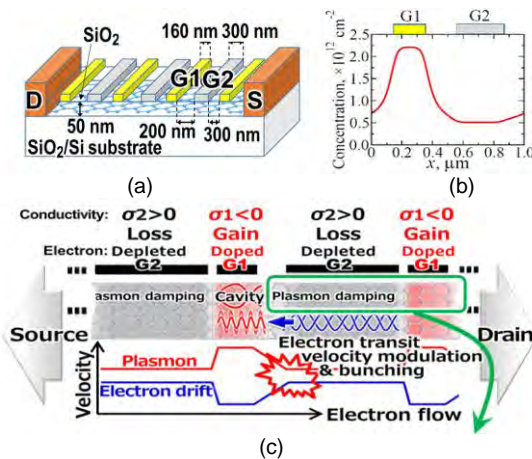 SiO₂
160 nm
300 nm
G1
G2
D
S
50 nm
200 nm
300 nm
SiO₂/Si substrate
(a)
G1
G2
Concentration, ×10¹² cm⁻²
2.5
2.0
1.5
1.0
0.5
0
0
0.2
0.4
0.6
0.8
1.0
x, μm
(b)
Conductivity:
σ2>0
σ1<0
σ2>0
σ1<0
Loss
Gain
Loss
Gain
Electron:
Depleted
Doped
Depleted
Doped
G2
G1
G2
G1
asmon damping
Cavity
Plasmon damping
Source
Drain
Electron transit
velocity modulation
& bunching
Velocity
Plasmon
Electron drift
Electron flow
(c)